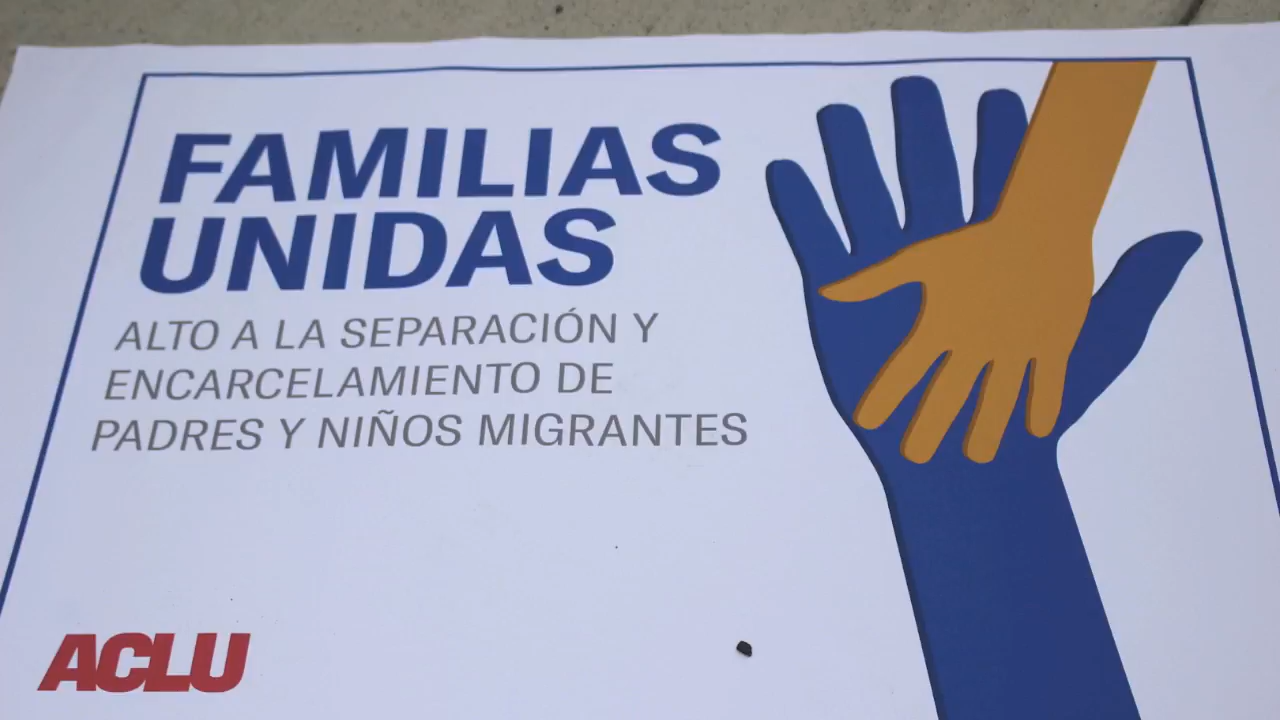 FAMILIAS
UNIDAS
ALTO A LA SEPARACIÓN Y
ENCARCELAMIENTO DE
PADRES Y NIÑOS MIGRANTES
ACLU